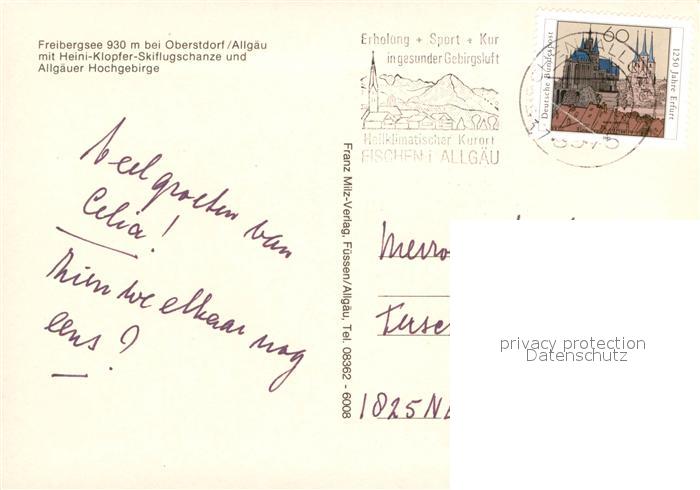 Freibergsee 930 m bei Oberstdorf/Allgäu
mit Heini-Klopfer-Skiflugschanze und
Allgäuer Hochgebirge
Veel groeten van
Celia!
Zien we elkaar nog
eens?
Franz Milz-Verlag, Füssen/Allgäu, Tel. 08362 - 6008
Erholung + Sport + Kur
in gesunder Gebirgsluft
Heilklimatischer Kurort
FISCHEN i. ALLGÄU
60
Deutsche Bundespost
1250 Jahre Erfurt
1825 N
privacy protection
Datenschutz